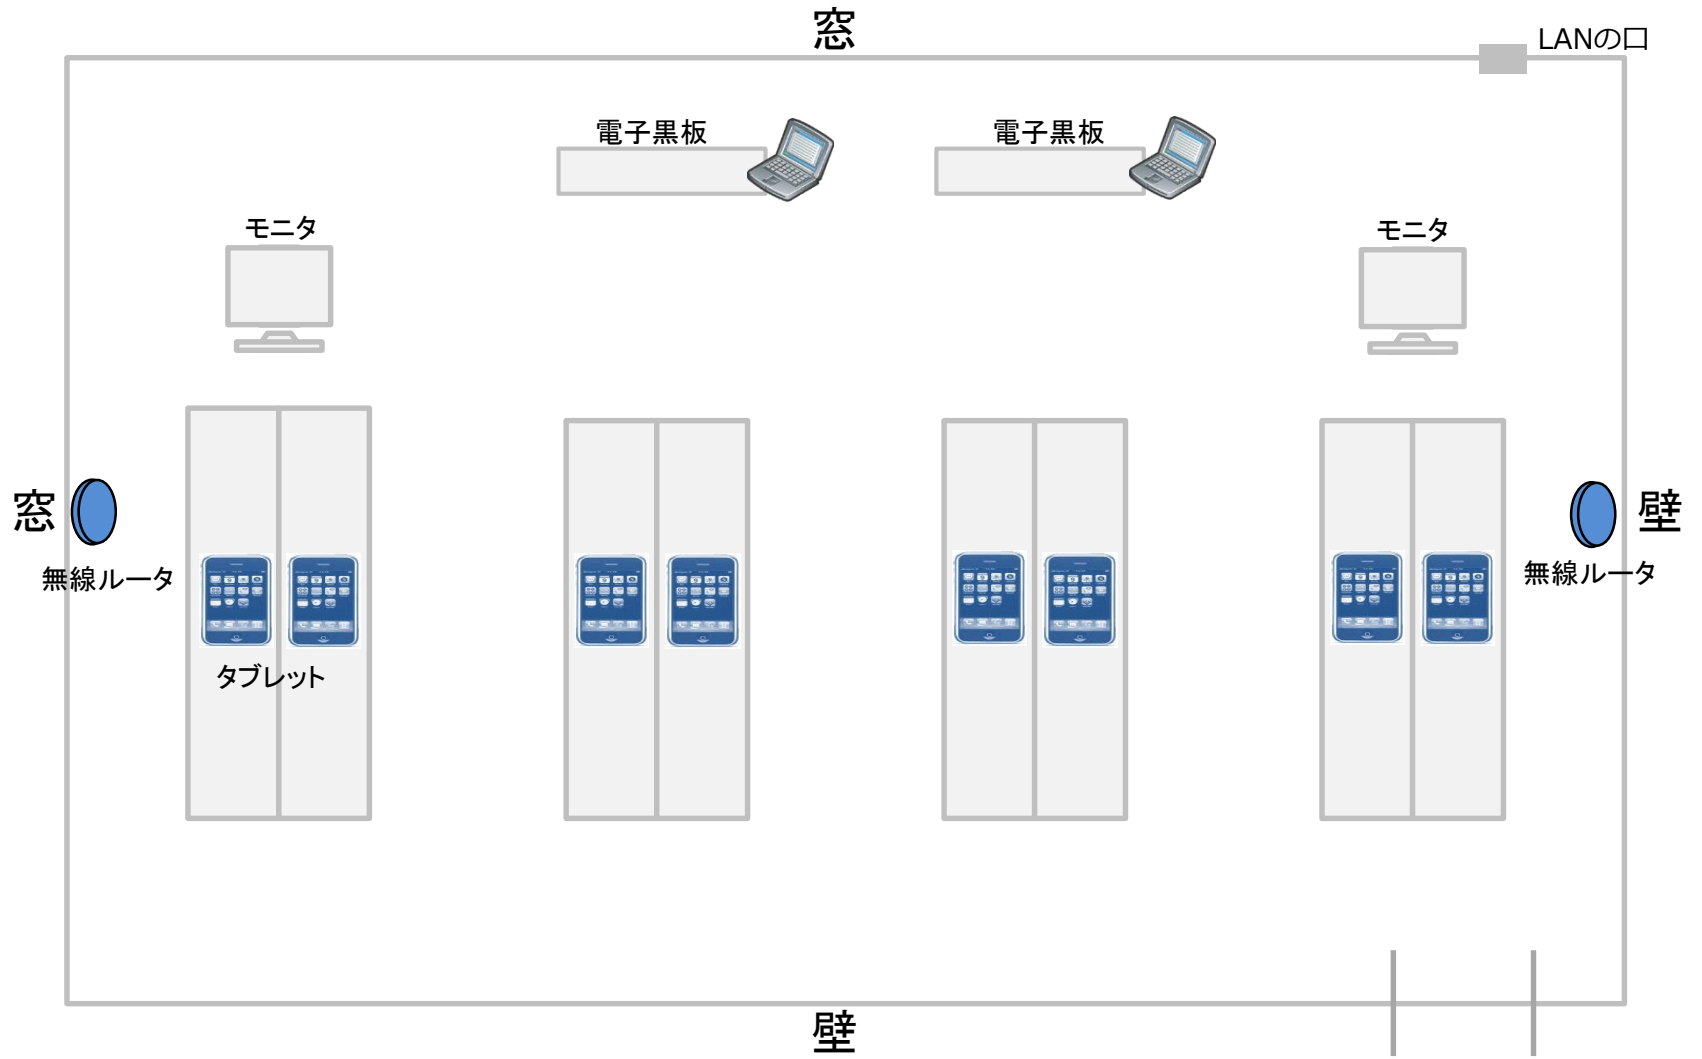 窓
LANの口
電子黒板
電子黒板
モニタ
モニタ
窓
壁
無線ルータ
無線ルータ
タブレット
壁